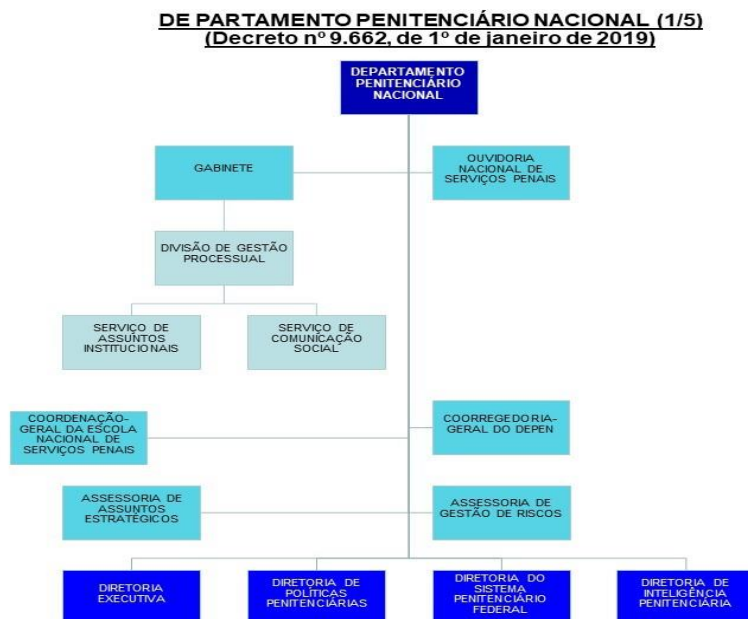 DE PARTAMENTO PENITENCIÁRIO NACIONAL (1/5)
(Decreto nº 9.662, de 1º de janeiro de 2019)
DEPARTAMENTO
PENITENCIÁRIO
NACIONAL
GABINETE
OUVIDORIA
NACIONAL DE
SERVIÇOS PENAIS
DIVISÃO DE GESTÃO
PROCESSUAL
SERVIÇO DE
ASSUNTOS
INSTITUCIONAIS
SERVIÇO DE
COMUNICAÇÃO
SOCIAL
COORDENAÇÃO-
GERAL DA ESCOLA
NACIONAL DE
SERVIÇOS PENAIS
CORREGEDORIA-
GERAL DO DEPEN
ASSESSORIA DE
ASSUNTOS
ESTRATÉGICOS
ASSESSORIA DE
GESTÃO DE RISCOS
DIRETORIA
EXECUTIVA
DIRETORIA DE
POLÍTICAS
PENITENCIÁRIAS
DIRETORIA DO
SISTEMA
PENITENCIÁRIO
FEDERAL
DIRETORIA DE
INTELIGÊNCIA
PENITENCIÁRIA